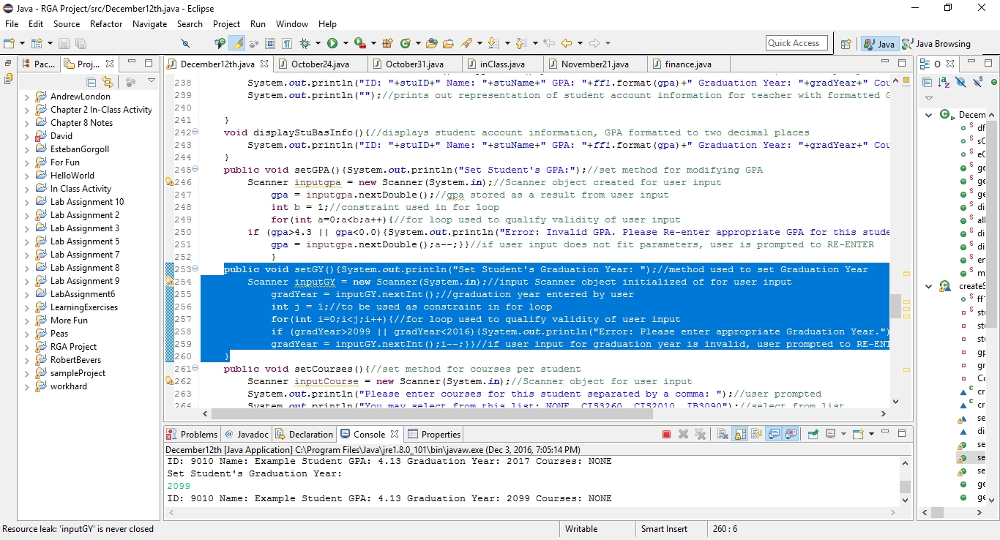 Java - RGA Project/src/December12th.java - Eclipse
File Edit Source Refactor Navigate Search Project Run Window Help
Quick Access Java Java Browsing
Pac... Proj...
AndrewLondon
Chapter 2 In-Class Activity
Chapter 8 Notes
David
EstebanGorgoll
For Fun
HelloWorld
In Class Activity
Lab Assignment 10
Lab Assignment 2
Lab Assignment 3
Lab Assignment 5
Lab Assignment 7
Lab Assignment 8
Lab Assignment 9
LabAssignment6
LearningExercises
More Fun
Peas
RGA Project
RobertBevers
sampleProject
workhard
December12th.java October24.java October31.java inClass.java November21.java finance.java
238 System.out.println("ID: "+stuID+" Name: "+stuName+" GPA: "+ff1.format(gpa)+" Graduation Year: "+gradYear+" Cou
239 System.out.println("");//prints out representation of student account information for teacher with formatted G
240
241 }
242 void displayStuBasInfo(){//displays student account information, GPA formatted to two decimal places
243 System.out.println("ID: "+stuID+" Name: "+stuName+" GPA: "+ff1.format(gpa)+" Graduation Year: "+gradYear+" Cou
244 }
245 public void setGPA(){System.out.println("Set Student's GPA:");//set method for modifying GPA
246 Scanner inputgpa = new Scanner(System.in);//Scanner object created for user input
247 gpa = inputgpa.nextDouble();//gpa stored as a result from user input
248 int b = 1;//constraint used in for loop
249 for(int a=0;a<b;a++){//for loop used to qualify validity of user input
250 if (gpa>4.3 || gpa<0.0){System.out.println("Error: Invalid GPA. Please Re-enter appropriate GPA for this stude
251 gpa = inputgpa.nextDouble();a--;}}//if user input does not fit parameters, user is prompted to RE-ENTER
252 }
253 public void setGY(){System.out.println("Set Student's Graduation Year: ");//method used to set Graduation Year
254 Scanner inputGY = new Scanner(System.in);//input Scanner object initialized of for user input
255 gradYear = inputGY.nextInt();//graduation year entered by user
256 int j = 1;//to be used as constraint in for loop
257 for(int i=0;i<j;i++){//for loop used to qualify validity of user input
258 if (gradYear>2099 || gradYear<2016){System.out.println("Error: Please enter appropriate Graduation Year.")
259 gradYear = inputGY.nextInt();i--;}}//if user input for graduation year is invalid, user prompted to RE-ENT
260 }
261 public void setCourses(){//set method for courses per student
262 Scanner inputCourse = new Scanner(System.in);//Scanner object for user input
263 System.out.println("Please enter courses for this student separated by a comma: ");//user prompted
264 System.out.println("You may select from this list: NONE, CIS3260, CIS2010, IB3090");//select from list
O
Decem
df
sC
eC
ge
ge
ge
dis
all
dis
dis
en
m
createS
ff
stu
stu
stu
gp
gr
Co
cr
cr
se
dis
se
se
se
ge
ge
Problems Javadoc Declaration Console Properties
December12th [Java Application] C:\Program Files\Java\jre1.8.0_101\bin\javaw.exe (Dec 3, 2016, 7:05:14 PM)
ID: 9010 Name: Example Student GPA: 4.13 Graduation Year: 2017 Courses: NONE
Set Student's Graduation Year:
2099
ID: 9010 Name: Example Student GPA: 4.13 Graduation Year: 2099 Courses: NONE
Resource leak: 'inputGY' is never closed Writable Smart Insert 260 : 6